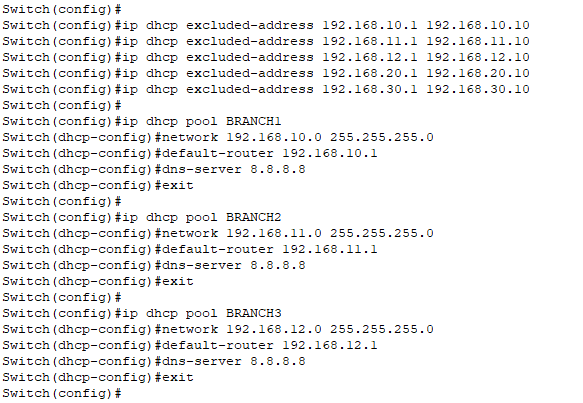 Switch(config)#
Switch(config)#ip dhcp excluded-address 192.168.10.1 192.168.10.10
Switch(config)#ip dhcp excluded-address 192.168.11.1 192.168.11.10
Switch(config)#ip dhcp excluded-address 192.168.12.1 192.168.12.10
Switch(config)#ip dhcp excluded-address 192.168.20.1 192.168.20.10
Switch(config)#ip dhcp excluded-address 192.168.30.1 192.168.30.10
Switch(config)#
Switch(config)#ip dhcp pool BRANCH1
Switch(dhcp-config)#network 192.168.10.0 255.255.255.0
Switch(dhcp-config)#default-router 192.168.10.1
Switch(dhcp-config)#dns-server 8.8.8.8
Switch(dhcp-config)#exit
Switch(config)#
Switch(config)#ip dhcp pool BRANCH2
Switch(dhcp-config)#network 192.168.11.0 255.255.255.0
Switch(dhcp-config)#default-router 192.168.11.1
Switch(dhcp-config)#dns-server 8.8.8.8
Switch(dhcp-config)#exit
Switch(config)#
Switch(config)#ip dhcp pool BRANCH3
Switch(dhcp-config)#network 192.168.12.0 255.255.255.0
Switch(dhcp-config)#default-router 192.168.12.1
Switch(dhcp-config)#dns-server 8.8.8.8
Switch(dhcp-config)#exit
Switch(config)#